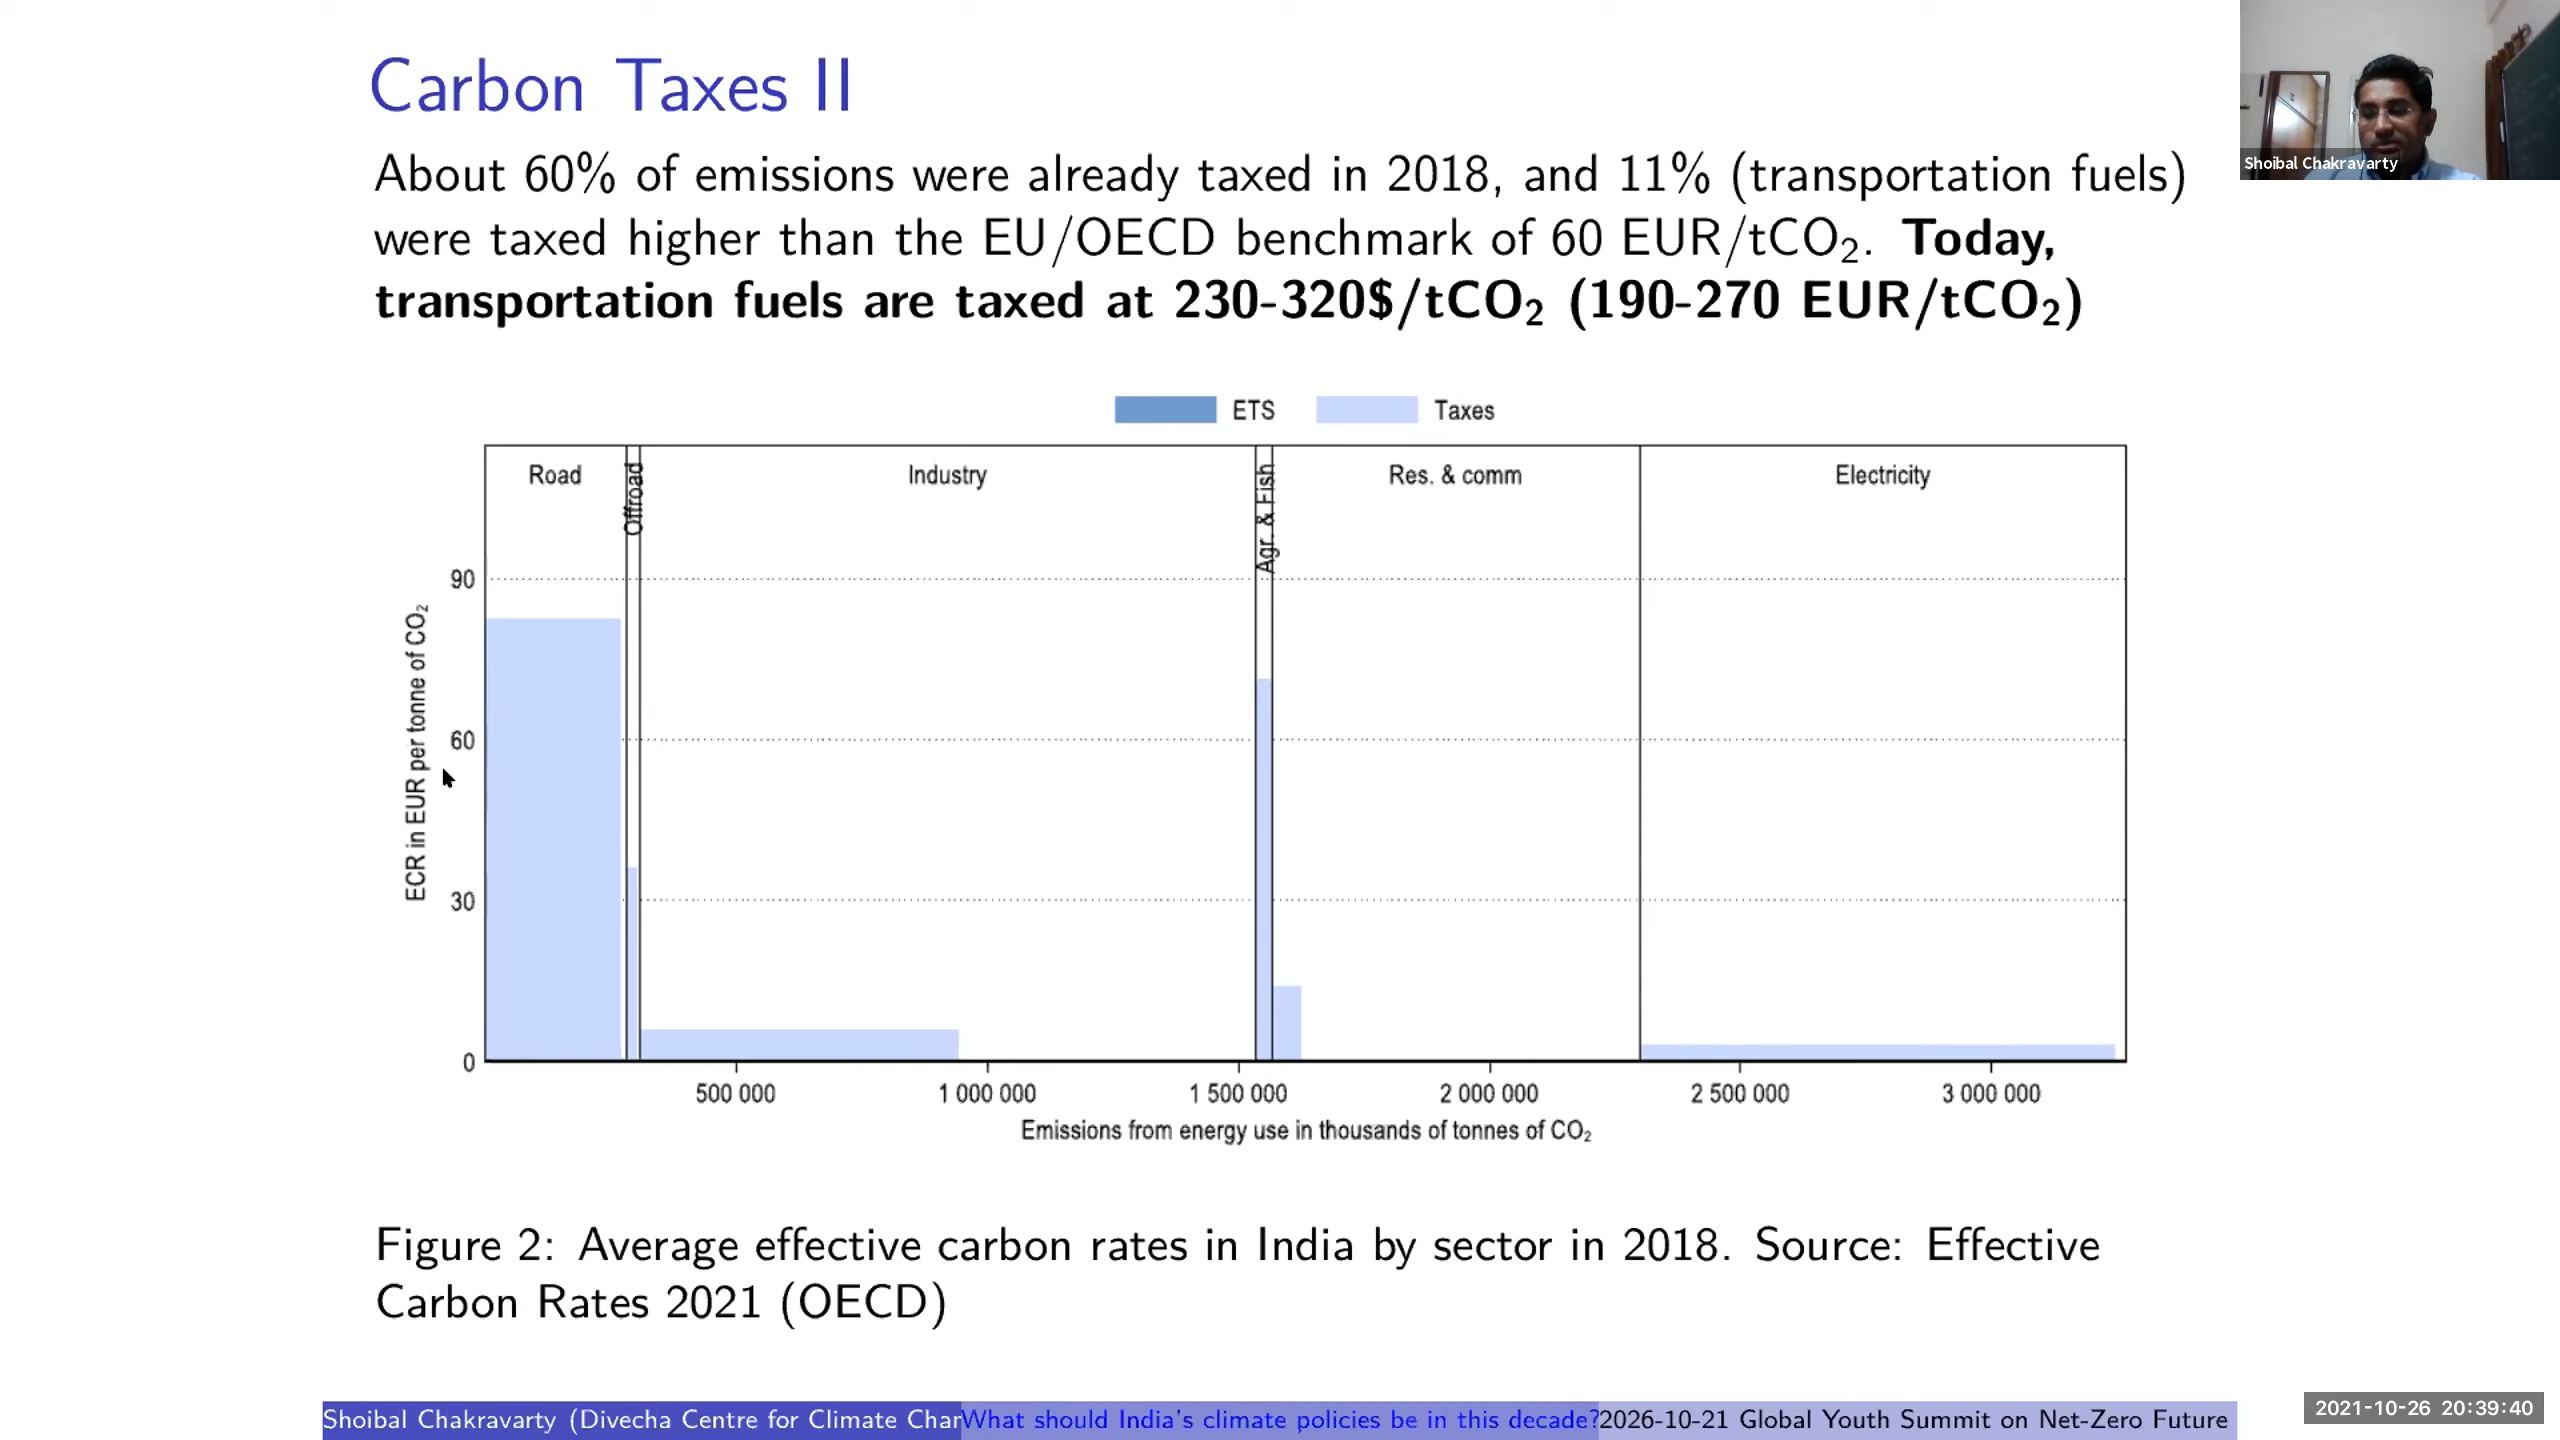 Carbon Taxes II
Shoibal Chakravarty
About 60% of emissions were already taxed in 2018, and 11% (transportation fuels)
were taxed higher than the EU/OECD benchmark of 60 EUR/tCO₂. Today,
transportation fuels are taxed at 230-320$/tCO₂ (190-270 EUR/tCO₂)
ETS Taxes
Road Offroad Industry Agr. & Fish Res. & comm Electricity
ECR in EUR per tonne of CO₂
90
60
30
0
500 000 1 000 000 1 500 000 2 000 000 2 500 000 3 000 000
Emissions from energy use in thousands of tonnes of CO₂
Figure 2: Average effective carbon rates in India by sector in 2018. Source: Effective
Carbon Rates 2021 (OECD)
Shoibal Chakravarty (Divecha Centre for Climate Char What should India's climate policies be in this decade? 2026-10-21 Global Youth Summit on Net-Zero Future
2021-10-26 20:39:40